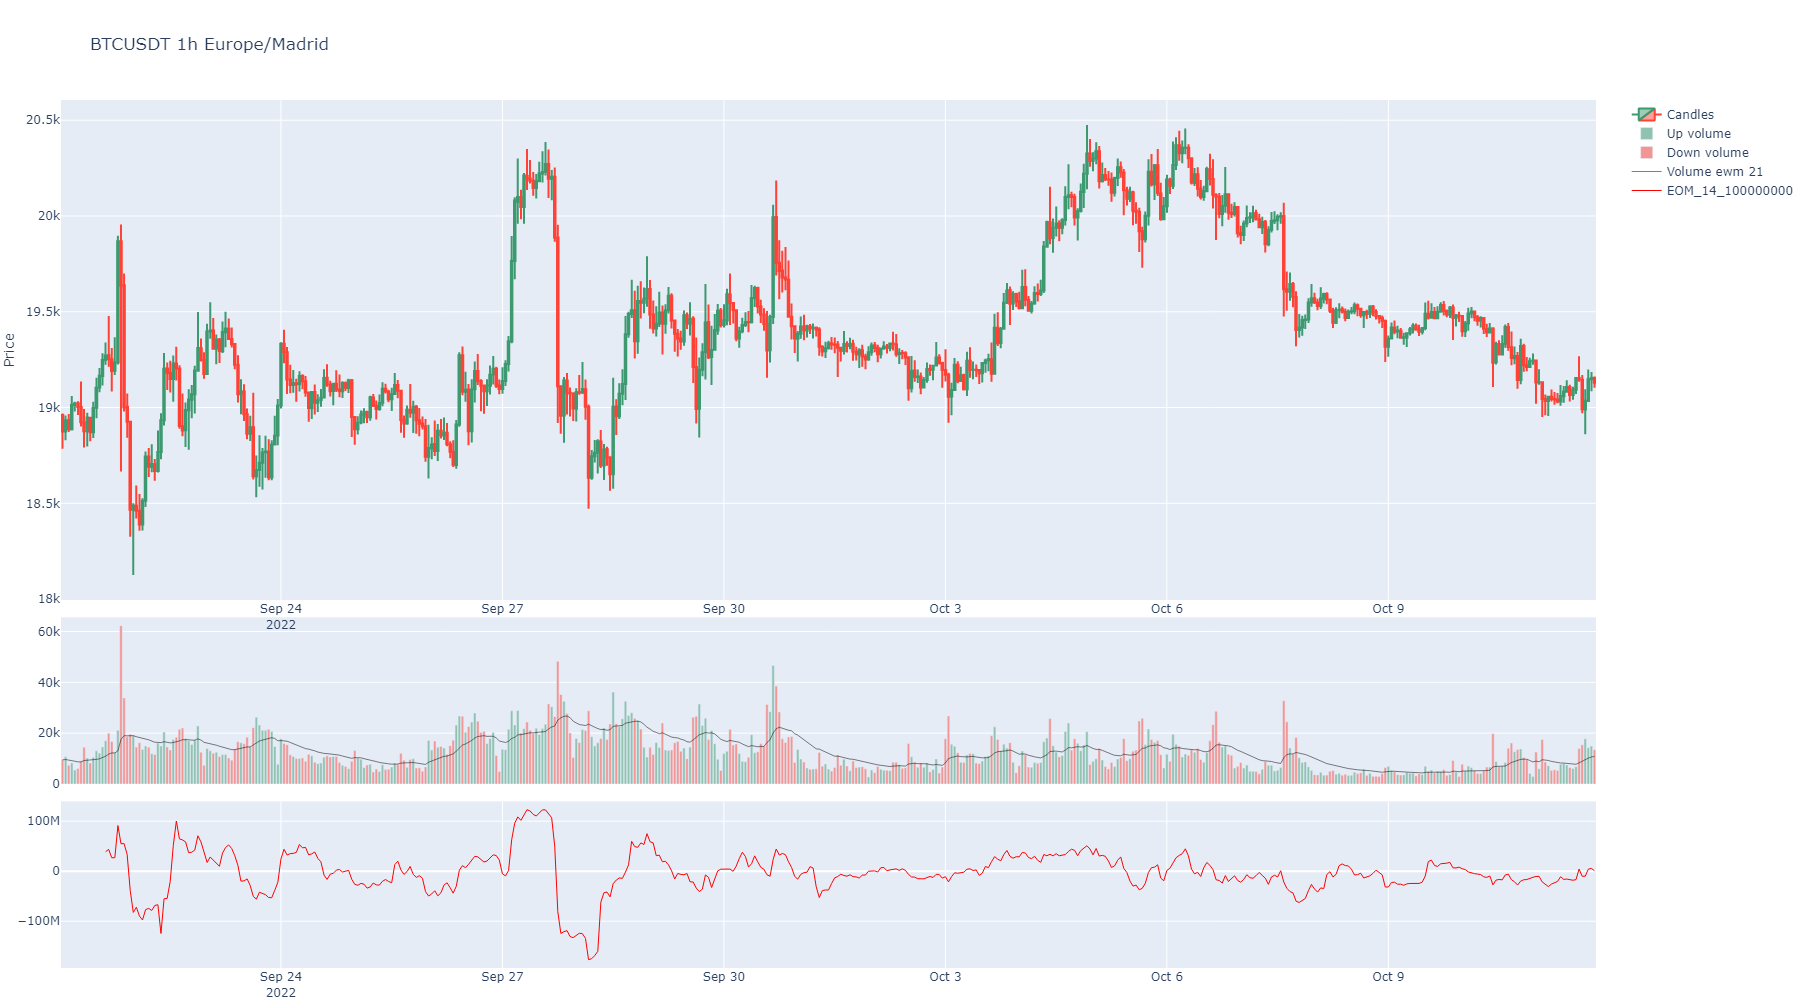 BTCUSDT 1h Europe/Madrid
Candles
Up volume
Down volume
Volume ewm 21
EOM_14_100000000
Price
20.5k
20k
19.5k
19k
18.5k
18k
Sep 24
2022
Sep 27
Sep 30
Oct 3
Oct 6
Oct 9
60k
40k
20k
0
100M
0
−100M
Sep 24
2022
Sep 27
Sep 30
Oct 3
Oct 6
Oct 9